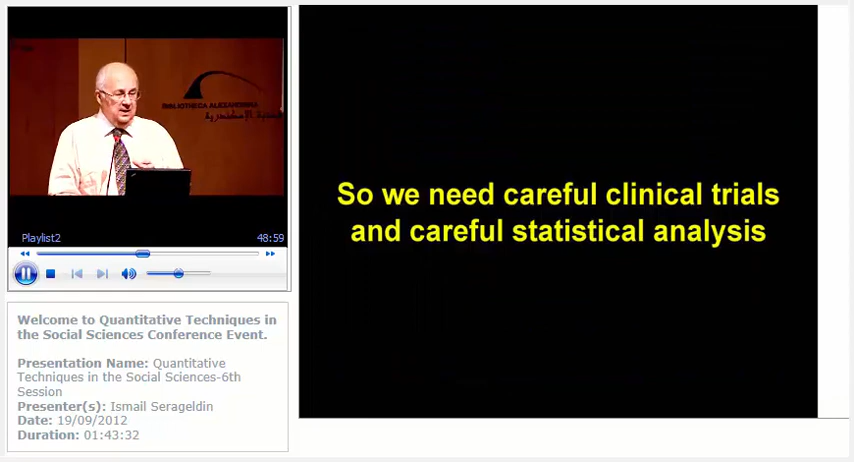 BIBLIOTHECA ALEXANDRINA
Playlist2
48:59
Welcome to Quantitative Techniques in
the Social Sciences Conference Event.
Presentation Name: Quantitative
Techniques in the Social Sciences-6th
Session
Presenter(s): Ismail Serageldin
Date: 19/09/2012
Duration: 01:43:32
So we need careful clinical trials
and careful statistical analysis